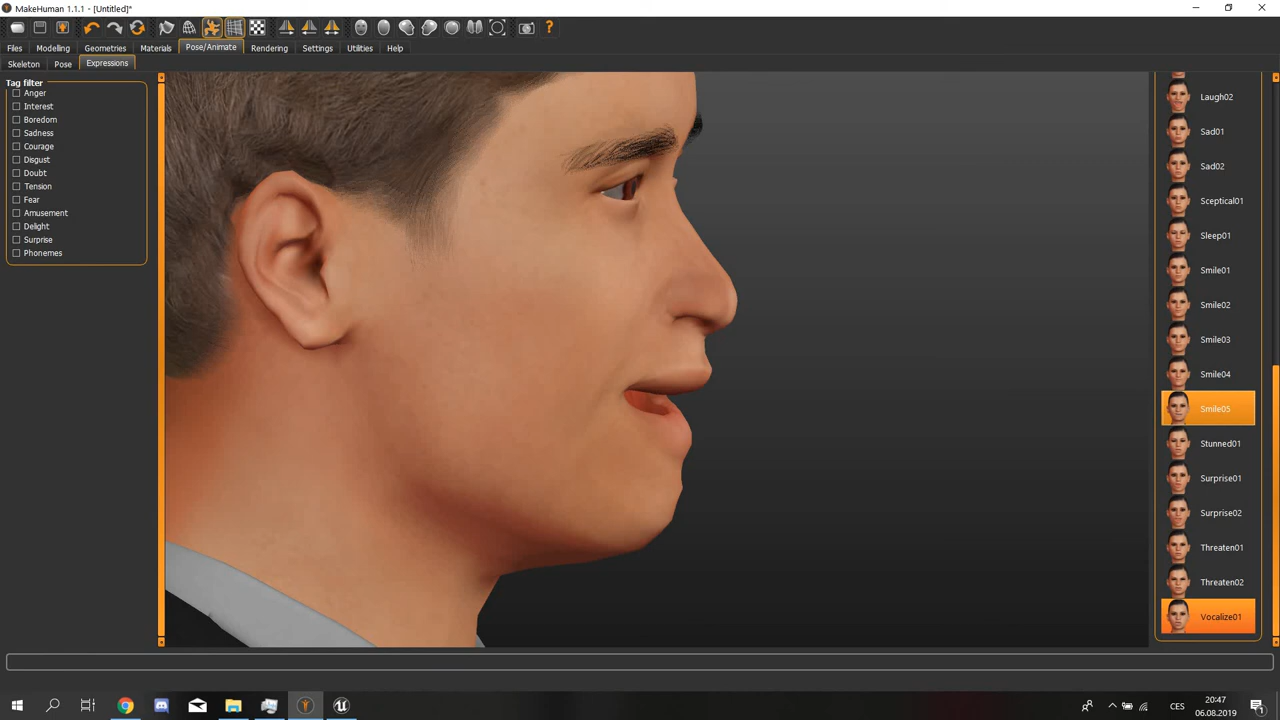 MakeHuman 1.1.1 - [Untitled]*
Files Modelling Geometries Materials Pose/Animate Rendering Settings Utilities Help
Skeleton Pose Expressions
Tag filter
Anger
Interest
Boredom
Sadness
Courage
Disgust
Doubt
Tension
Fear
Amusement
Delight
Surprise
Phonemes
Laugh02
Sad01
Sad02
Sceptical01
Sleep01
Smile01
Smile02
Smile03
Smile04
Smile05
Stunned01
Surprise01
Surprise02
Threaten01
Threaten02
Vocalize01
CES
20:47
06.08.2019
1